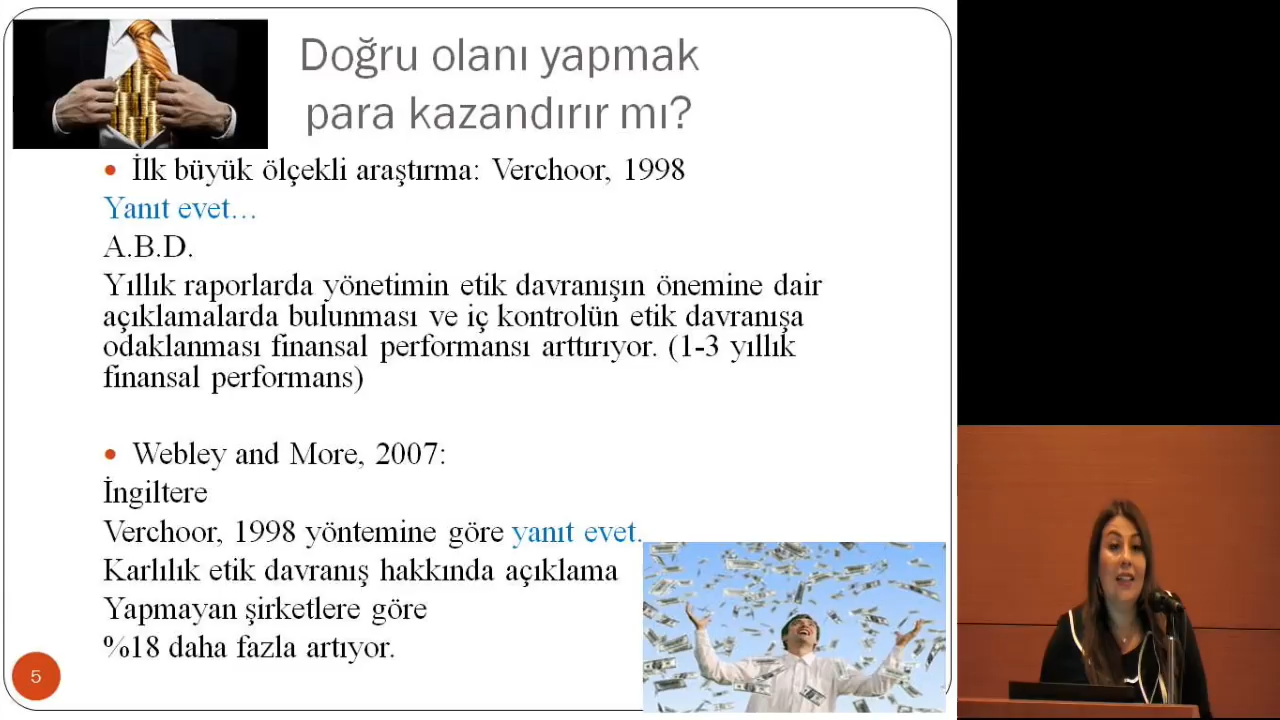 Doğru olanı yapmak
para kazandırır mı?
• İlk büyük ölçekli araştırma: Verchoor, 1998
Yanıt evet…
A.B.D.
Yıllık raporlarda yönetimin etik davranışın önemine dair
açıklamalarda bulunması ve iç kontrolün etik davranışa
odaklanması finansal performansı arttırıyor. (1-3 yıllık
finansal performans)
• Webley and More, 2007:
İngiltere
Verchoor, 1998 yöntemine göre yanıt evet.
Karlılık etik davranış hakkında açıklama
Yapmayan şirketlere göre
%18 daha fazla artıyor.
5